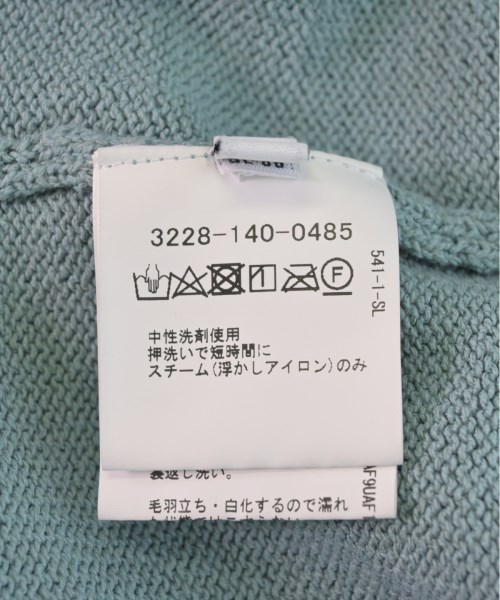 3228-140-0485
F
541-1-SL
中性洗剤使用
押洗いで短時間に
スチーム(浮かしアイロン)のみ
裏返し洗い。
毛羽立ち・白化するので濡れ